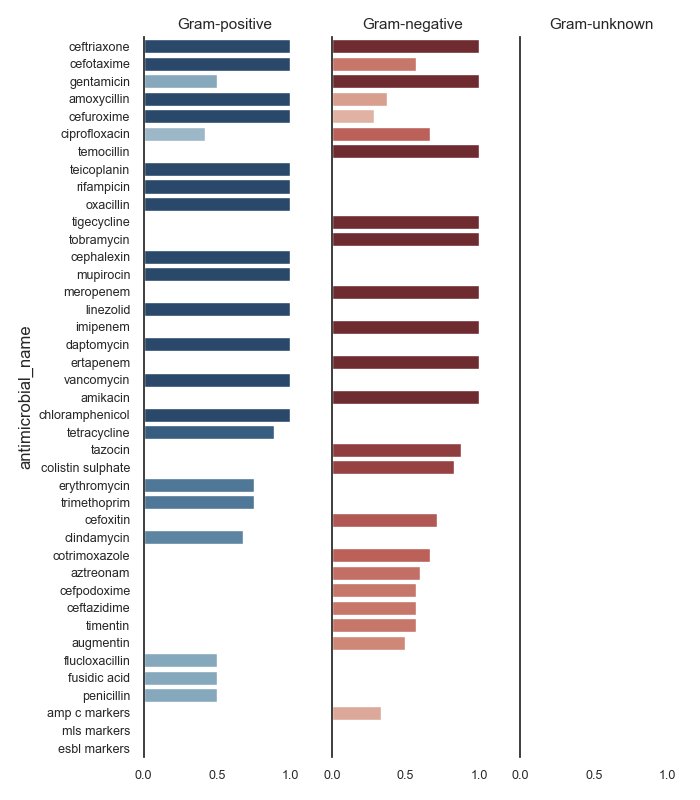 Gram-positive Gram-negative Gram-unknown
ceftriaxone
cefotaxime
gentamicin
amoxycillin
cefuroxime
ciprofloxacin
temocillin
teicoplanin
rifampicin
oxacillin
tigecycline
tobramycin
cephalexin
mupirocin
meropenem
linezolid
imipenem
daptomycin
ertapenem
vancomycin
amikacin
chloramphenicol
tetracycline
tazocin
colistin sulphate
erythromycin
trimethoprim
cefoxitin
clindamycin
cotrimoxazole
aztreonam
cefpodoxime
ceftazidime
timentin
augmentin
flucloxacillin
fusidic acid
penicillin
amp c markers
mls markers
esbl markers
antimicrobial_name
0.0 0.5 1.0 0.0 0.5 1.0 0.0 0.5 1.0